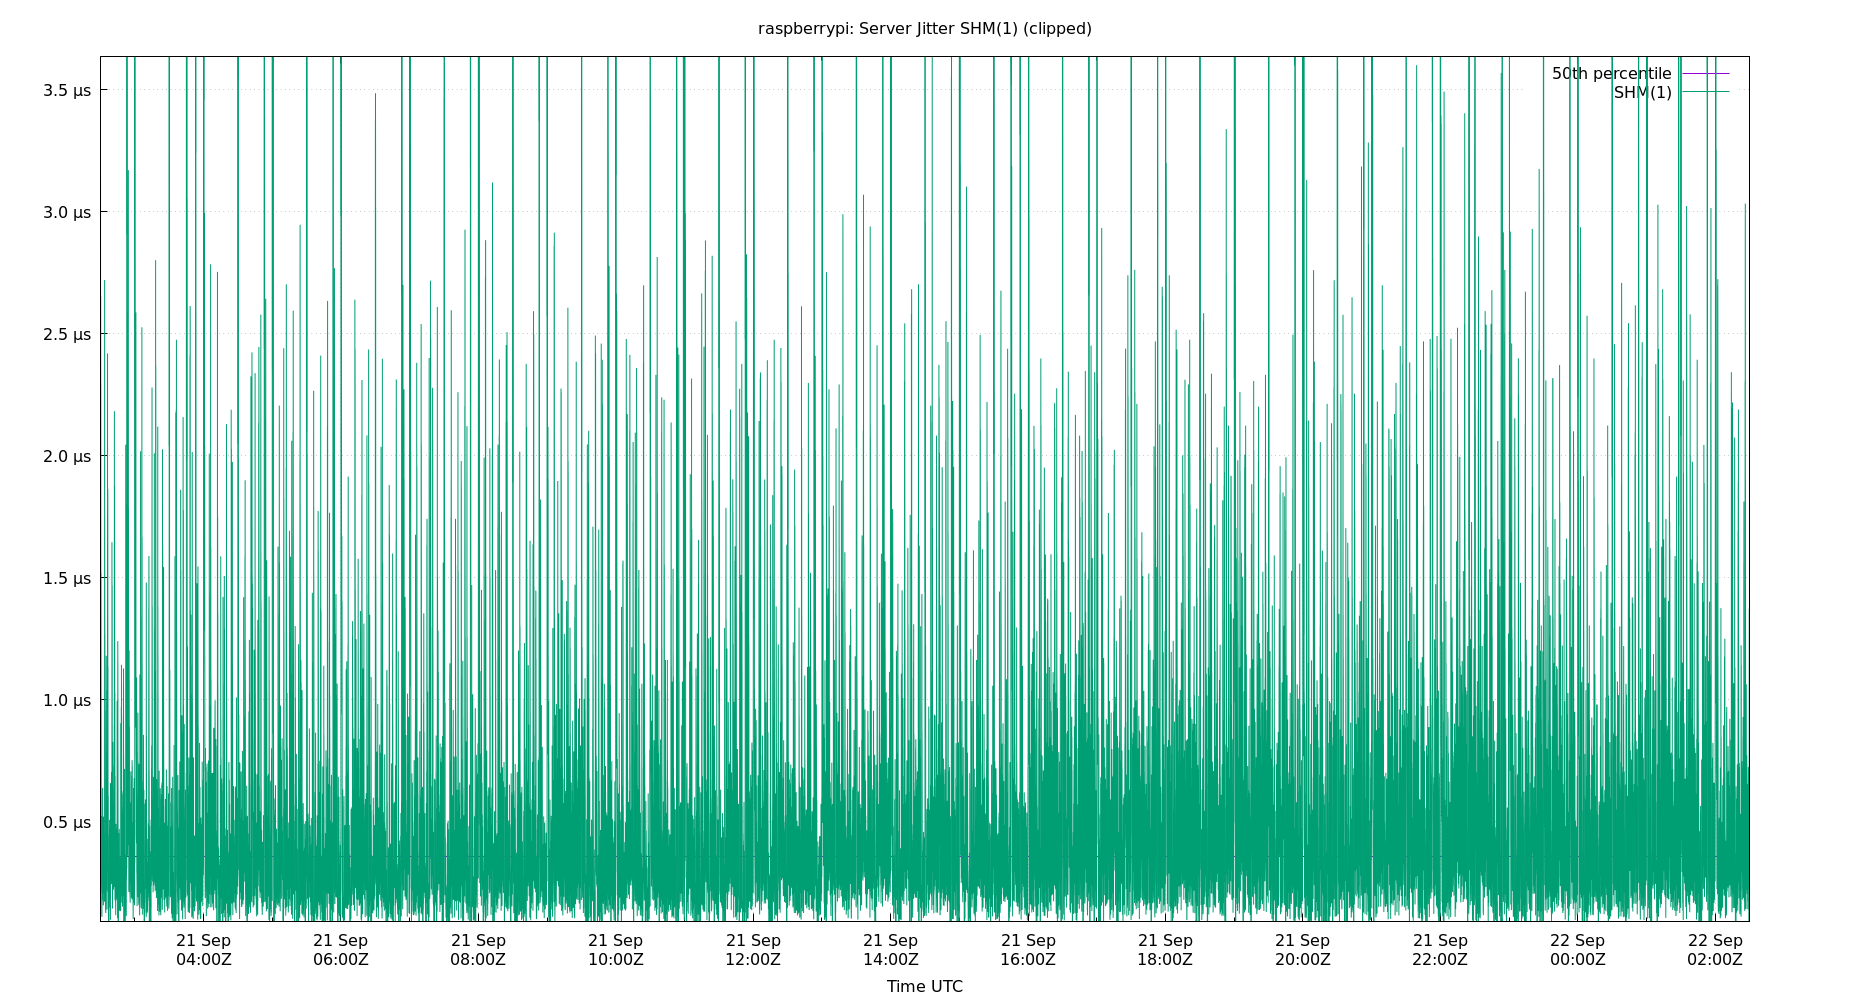 raspberrypi: Server Jitter SHM(1) (clipped)
50th percentile
SHM(1)
3.5 µs
3.0 µs
2.5 µs
2.0 µs
1.5 µs
1.0 µs
0.5 µs
21 Sep 21 Sep 21 Sep 21 Sep 21 Sep 21 Sep 21 Sep 21 Sep 21 Sep 21 Sep 22 Sep 22 Sep
04:00Z 06:00Z 08:00Z 10:00Z 12:00Z 14:00Z 16:00Z 18:00Z 20:00Z 22:00Z 00:00Z 02:00Z
Time UTC